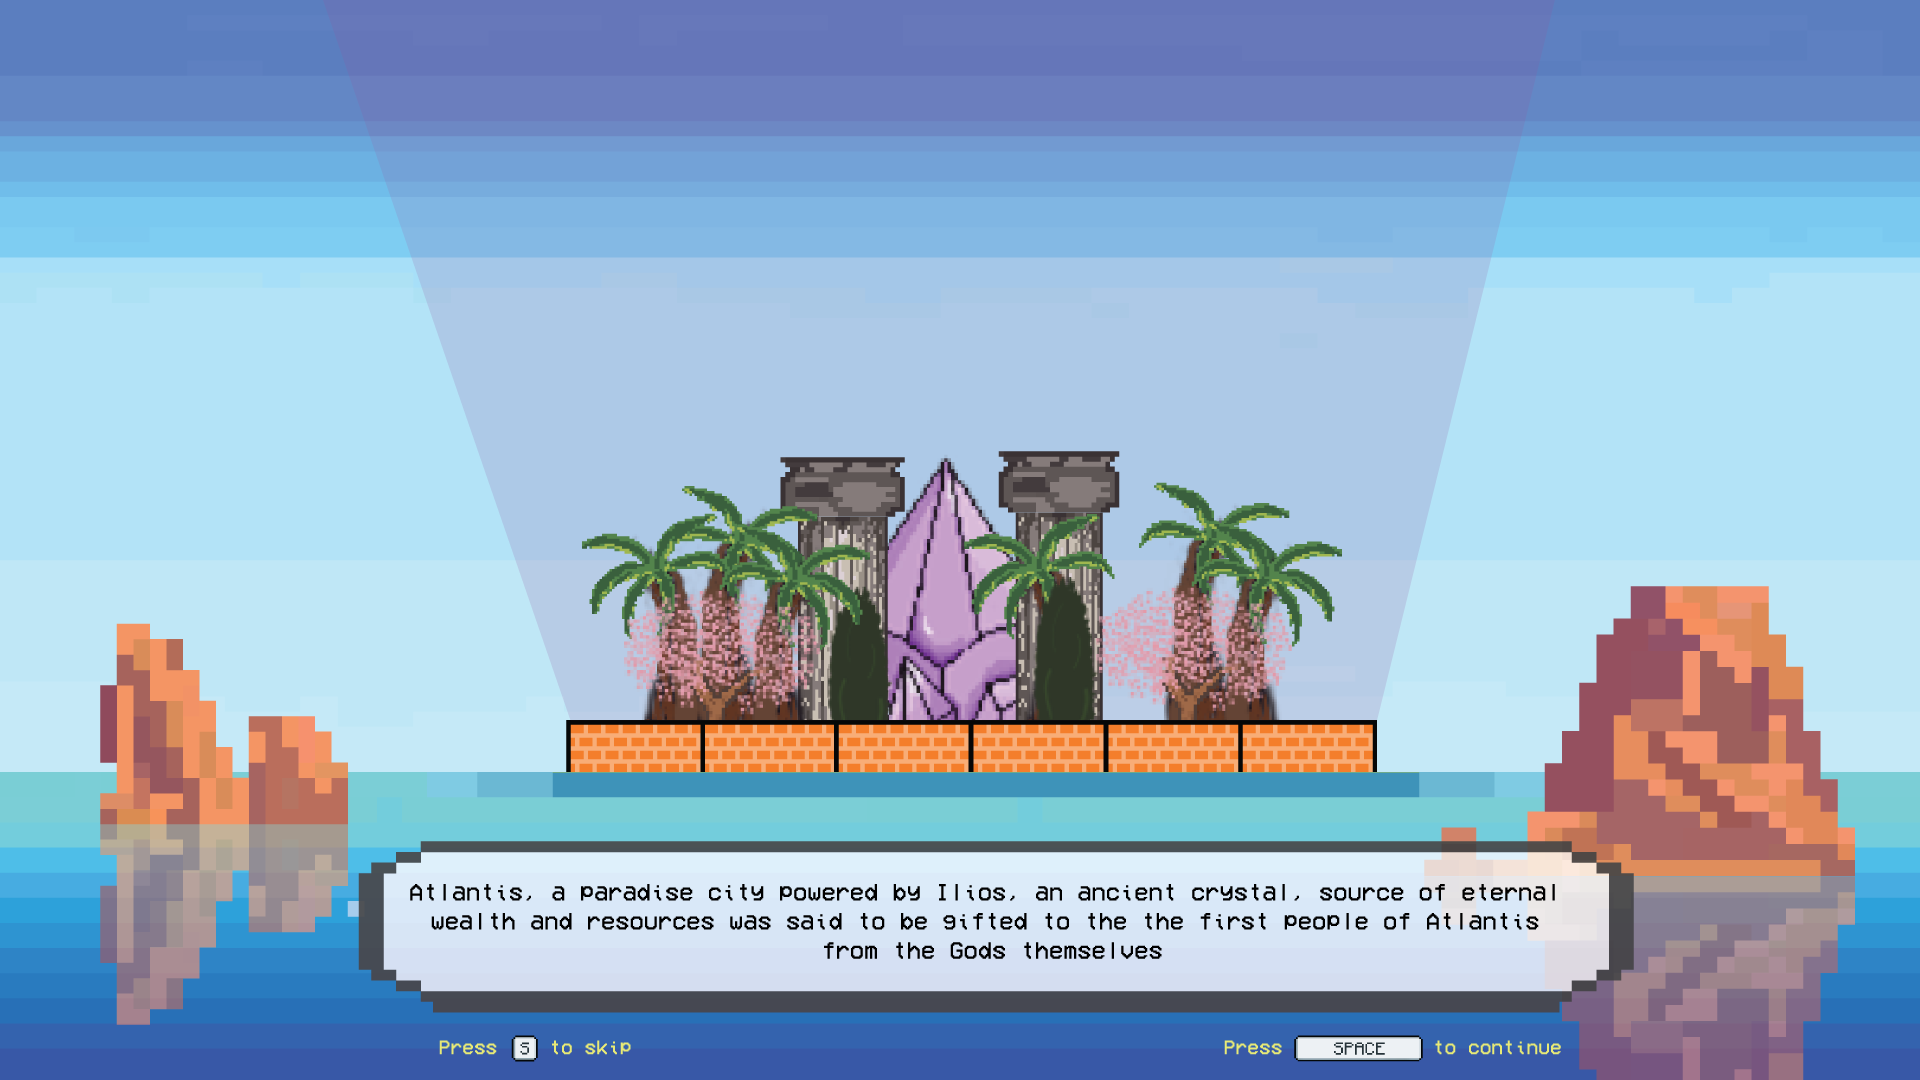 Atlantis, a paradise city powered by Ilios, an ancient crystal, source of eternal
wealth and resources was said to be gifted to the the first people of Atlantis
from the Gods themselves
Press S to skip
Press SPACE to continue